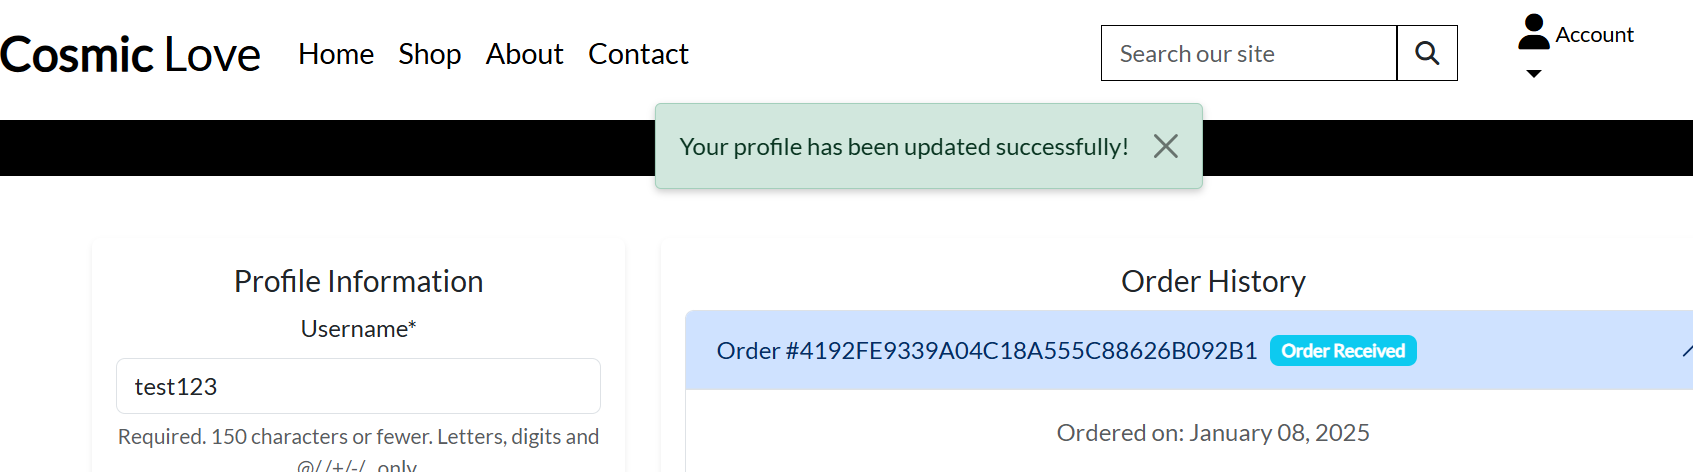 Cosmic Love Home Shop About Contact Search our site Account
Your profile has been updated successfully!
Profile Information
Username*
test123
Required. 150 characters or fewer. Letters, digits and
only.
Order History
Order #4192FE9339A04C18A555C88626B092B1 Order Received
Ordered on: January 08, 2025